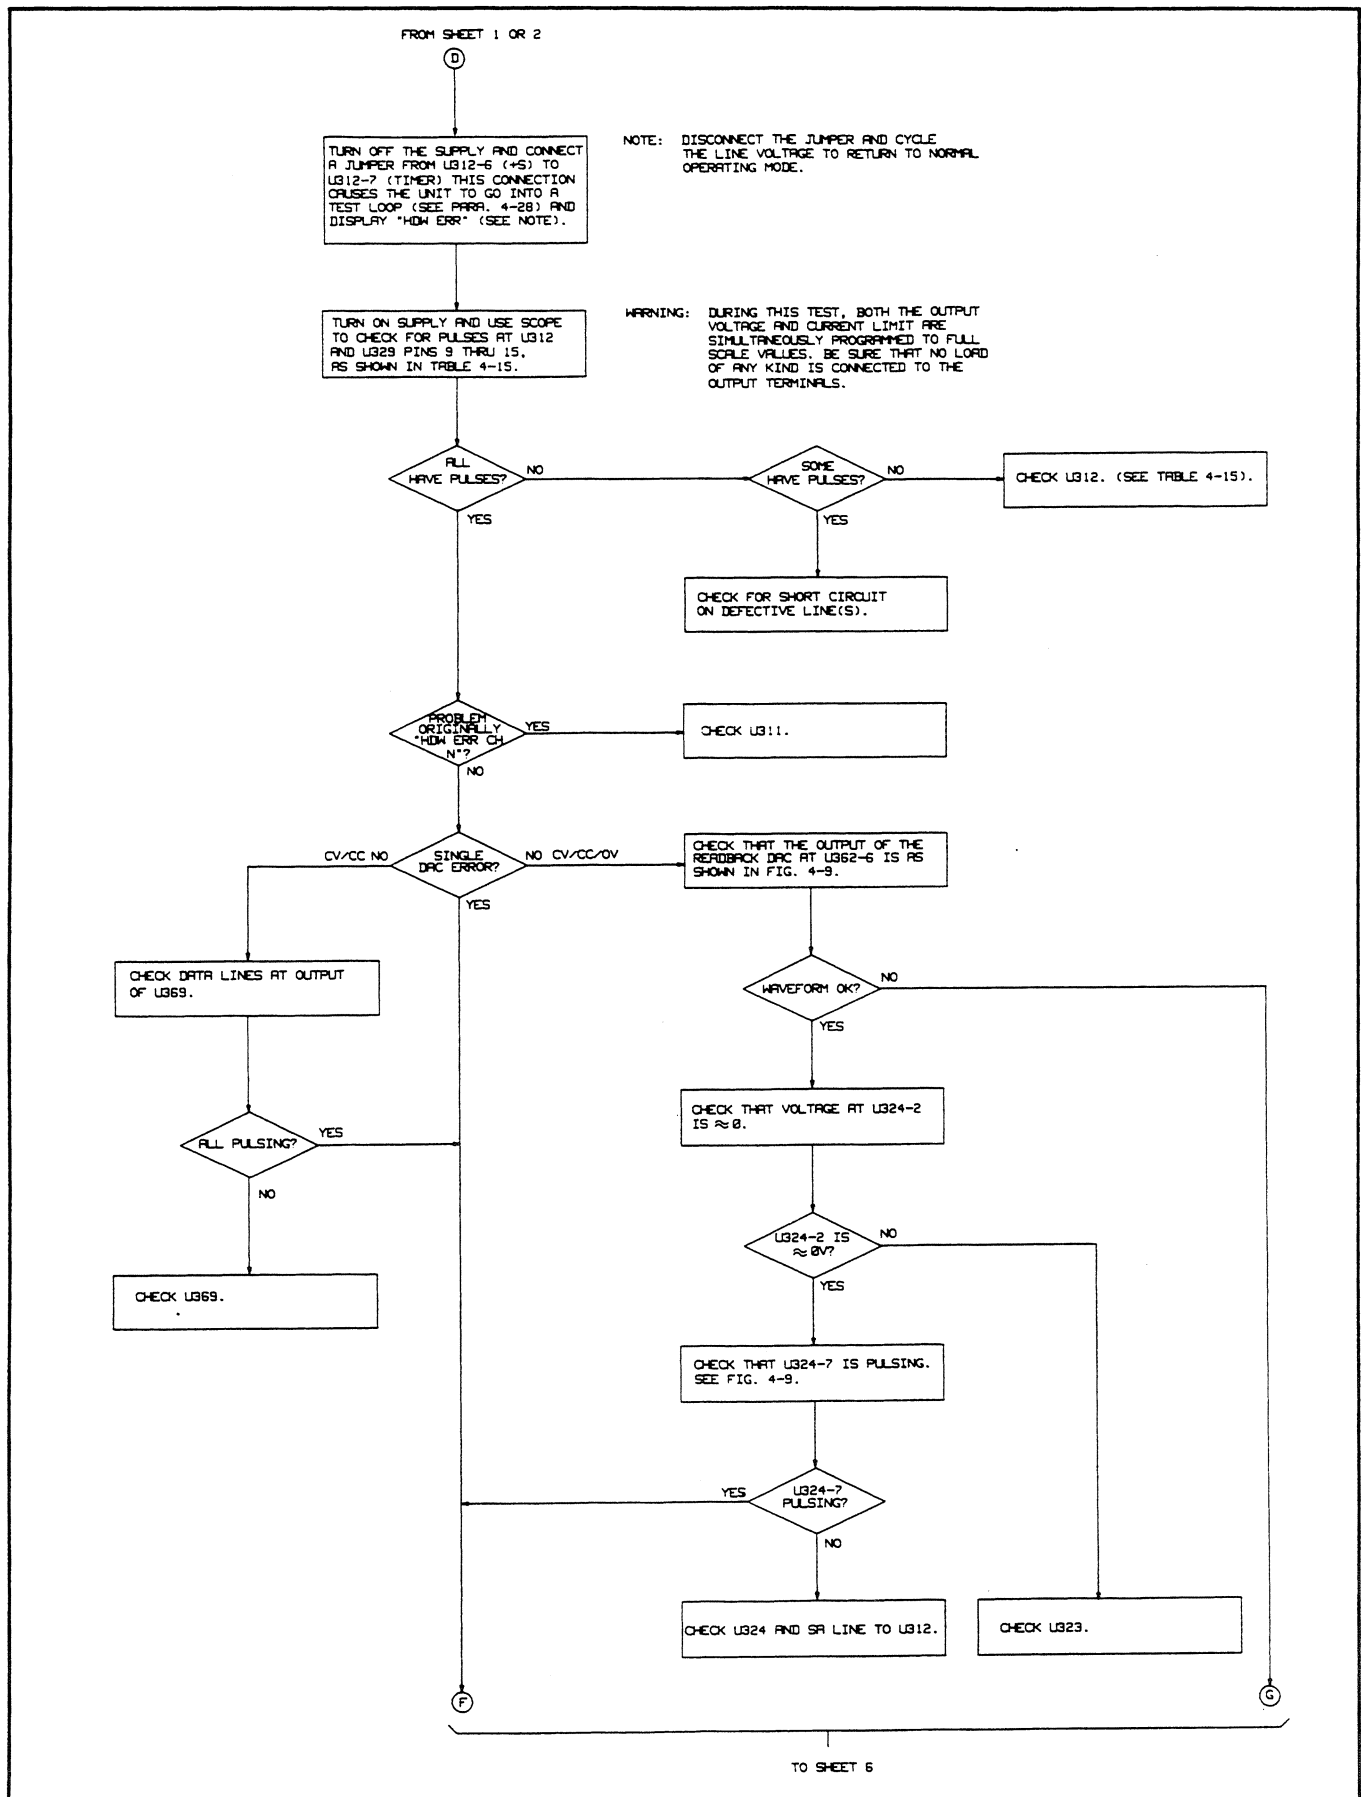 FROM SHEET 1 OR 2
D
TURN OFF THE SUPPLY AND CONNECT
A JUMPER FROM U312-6 (+5) TO
U312-7 (TIMER) THIS CONNECTION
CAUSES THE UNIT TO GO INTO A
TEST LOOP (SEE PARA. 4-28) AND
DISPLAY "HDW ERR" (SEE NOTE).
NOTE: DISCONNECT THE JUMPER AND CYCLE
THE LINE VOLTAGE TO RETURN TO NORMAL
OPERATING MODE.
TURN ON SUPPLY AND USE SCOPE
TO CHECK FOR PULSES AT U312
AND U329 PINS 9 THRU 15,
AS SHOWN IN TABLE 4-15.
WARNING: DURING THIS TEST, BOTH THE OUTPUT
VOLTAGE AND CURRENT LIMIT ARE
SIMULTANEOUSLY PROGRAMMED TO FULL
SCALE VALUES. BE SURE THAT NO LOAD
OF ANY KIND IS CONNECTED TO THE
OUTPUT TERMINALS.
ALL
HAVE PULSES?
NO
YES
SOME
HAVE PULSES?
NO
YES
CHECK U312. (SEE TABLE 4-15).
CHECK FOR SHORT CIRCUIT
ON DEFECTIVE LINE(S).
PROBLEM
ORIGINALLY
"HDW ERR CH
N"?
YES
NO
CHECK U311.
CV/CC NO
SINGLE
DAC ERROR?
NO CV/CC/OV
YES
CHECK THAT THE OUTPUT OF THE
READBACK DAC AT U362-6 IS AS
SHOWN IN FIG. 4-9.
CHECK DATA LINES AT OUTPUT
OF U369.
WAVEFORM OK?
NO
YES
CHECK THAT VOLTAGE AT U324-2
IS ≈0.
ALL PULSING?
YES
NO
U324-2 IS
≈0V?
NO
YES
CHECK U369.
CHECK THAT U324-7 IS PULSING.
SEE FIG. 4-9.
YES
U324-7
PULSING?
NO
CHECK U324 AND SA LINE TO U312.
CHECK U323.
F
G
TO SHEET 6